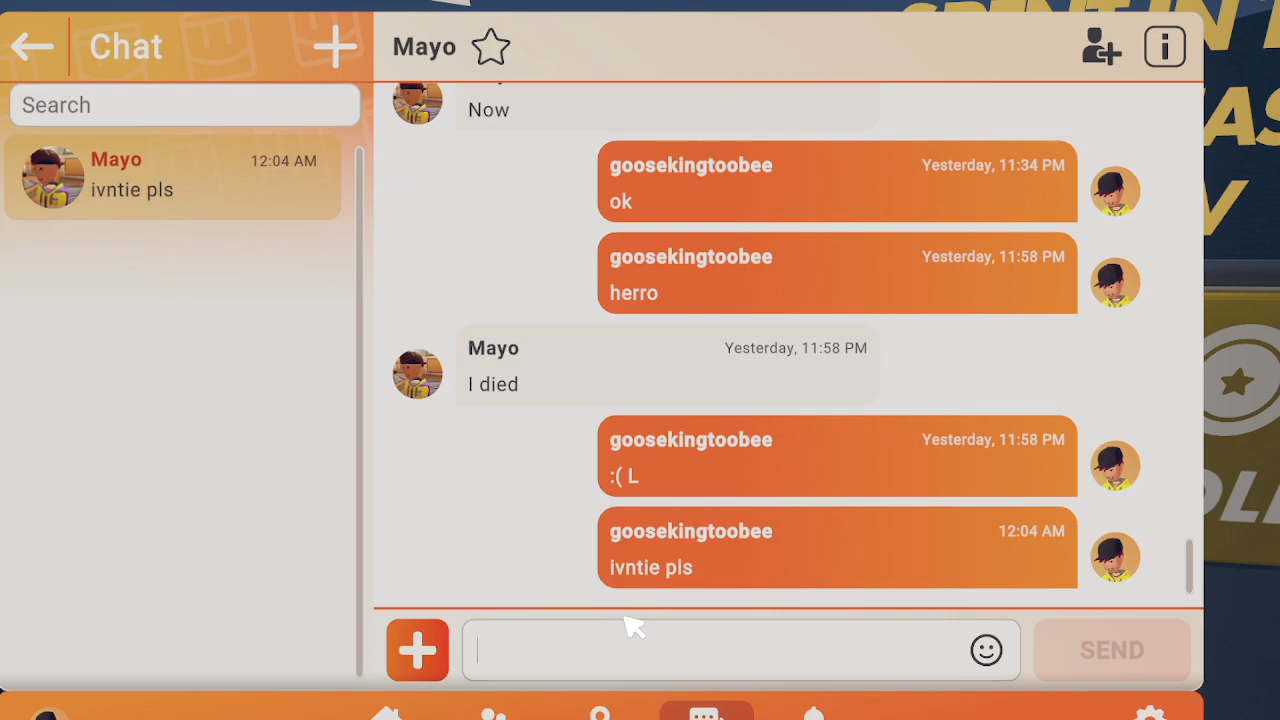 Chat
Search
Mayo
12:04 AM
ivntie pls
Mayo
Now
goosekingtoobee
Yesterday, 11:34 PM
ok
goosekingtoobee
Yesterday, 11:58 PM
herro
Mayo
Yesterday, 11:58 PM
I died
goosekingtoobee
Yesterday, 11:58 PM
:( L
goosekingtoobee
12:04 AM
ivntie pls
SEND